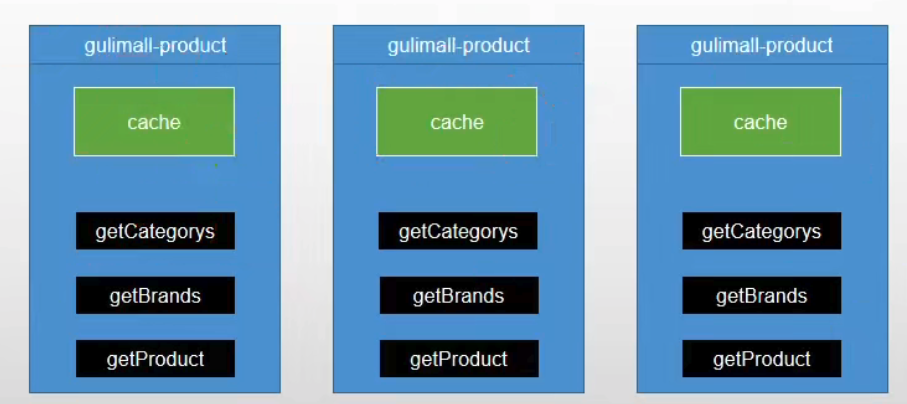 gulimall-product
cache
getCategorys
getBrands
getProduct
gulimall-product
cache
getCategorys
getBrands
getProduct
gulimall-product
cache
getCategorys
getBrands
getProduct